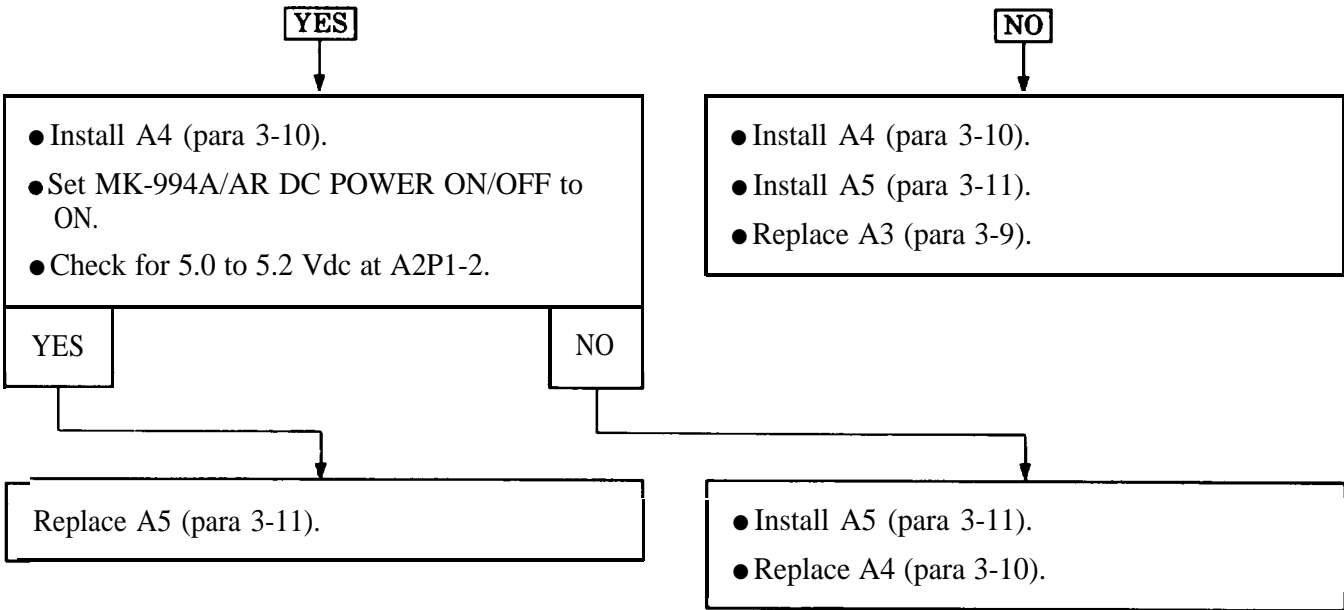 YES
NO
● Install A4 (para 3-10).
● Set MK-994A/AR DC POWER ON/OFF to
ON.
● Check for 5.0 to 5.2 Vdc at A2P1-2.
● Install A4 (para 3-10).
● Install A5 (para 3-11).
● Replace A3 (para 3-9).
YES
NO
Replace A5 (para 3-11).
● Install A5 (para 3-11).
● Replace A4 (para 3-10).